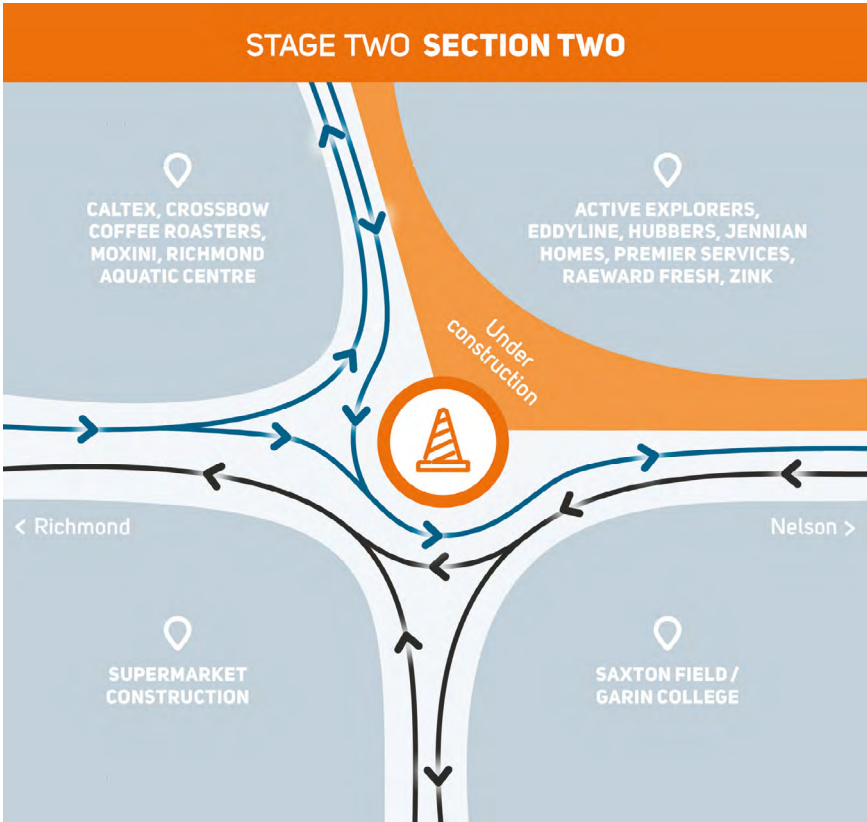 STAGE TWO SECTION TWO
CALTEX, CROSSBOW
COFFEE ROASTERS,
MOXINI, RICHMOND
AQUATIC CENTRE
ACTIVE EXPLORERS,
EDDYLINE, HUBBERS, JENNIAN
HOMES, PREMIER SERVICES,
RAEWARD FRESH, ZINK
Under
construction
< Richmond
Nelson >
SUPERMARKET
CONSTRUCTION
SAXTON FIELD /
GARIN COLLEGE